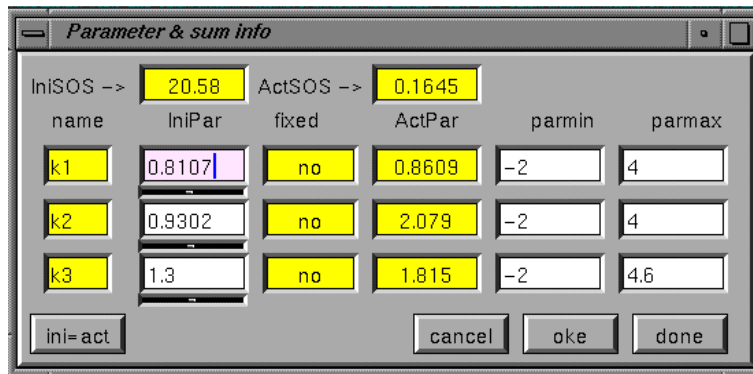 Parameter & sum info
IniSOS -> 20.58 ActSOS -> 0.1645
name IniPar fixed ActPar parmin parmax
k1 0.8107 no 0.8609 -2 4
k2 0.9302 no 2.079 -2 4
k3 1.3 no 1.815 -2 4.6
ini=act cancel oke done